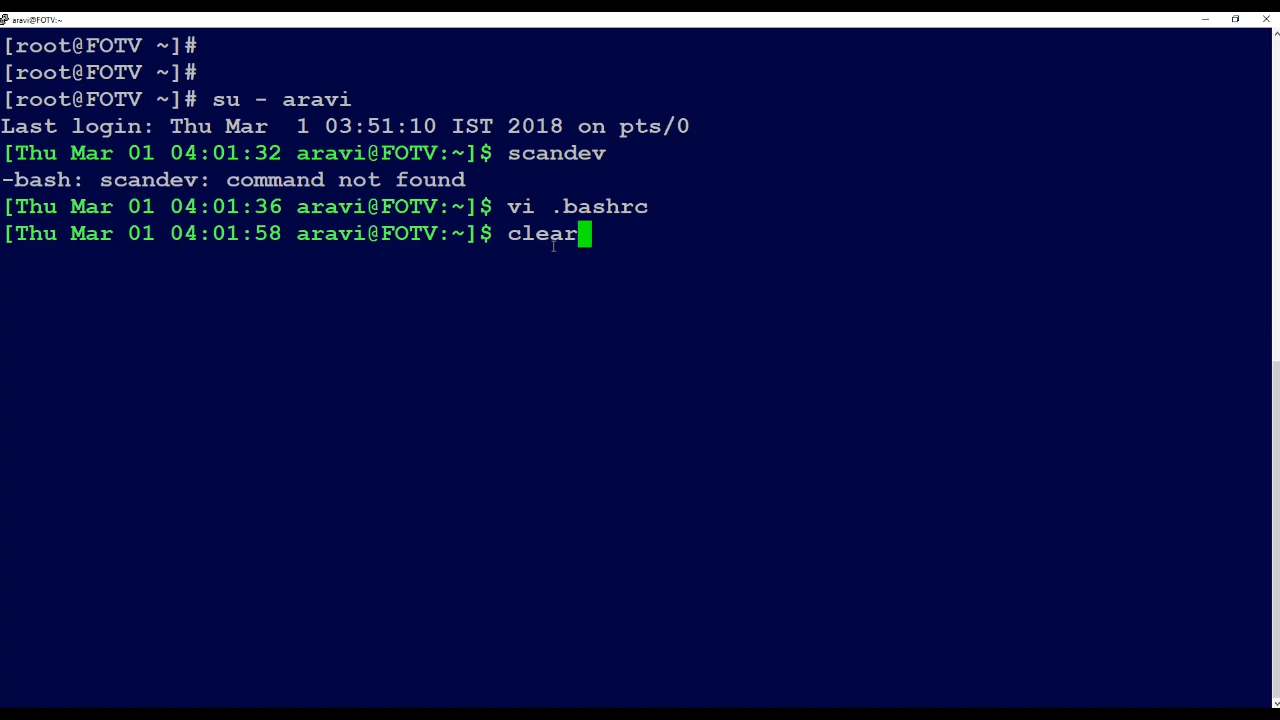 aravi@FOTV:~
[root@FOTV ~]#
[root@FOTV ~]#
[root@FOTV ~]# su - aravi
Last login: Thu Mar  1 03:51:10 IST 2018 on pts/0
[Thu Mar 01 04:01:32 aravi@FOTV:~]$ scandev
-bash: scandev: command not found
[Thu Mar 01 04:01:36 aravi@FOTV:~]$ vi .bashrc
[Thu Mar 01 04:01:58 aravi@FOTV:~]$ clear